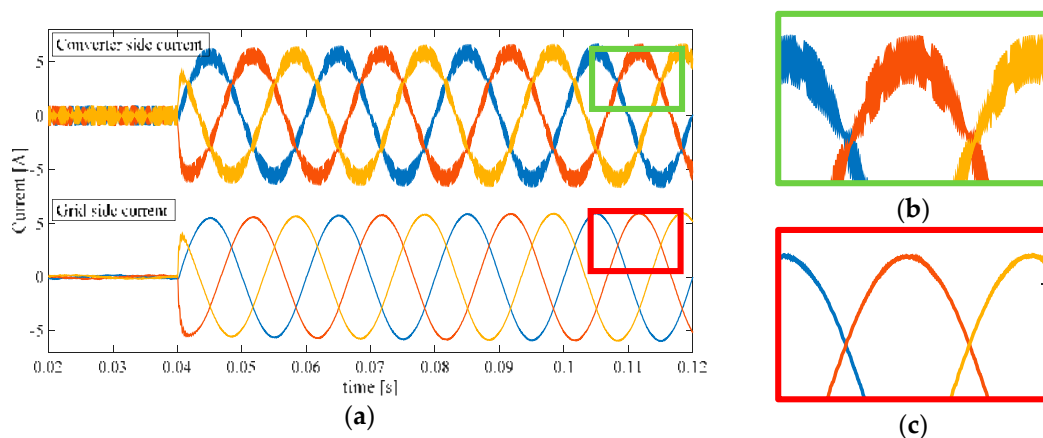 Converter side current
5
0
-5
Grid side current
5
0
-5
Current [A]
0.02 0.03 0.04 0.05 0.06 0.07 0.08 0.09 0.1 0.11 0.12
time [s]
(a)
(b)
(c)